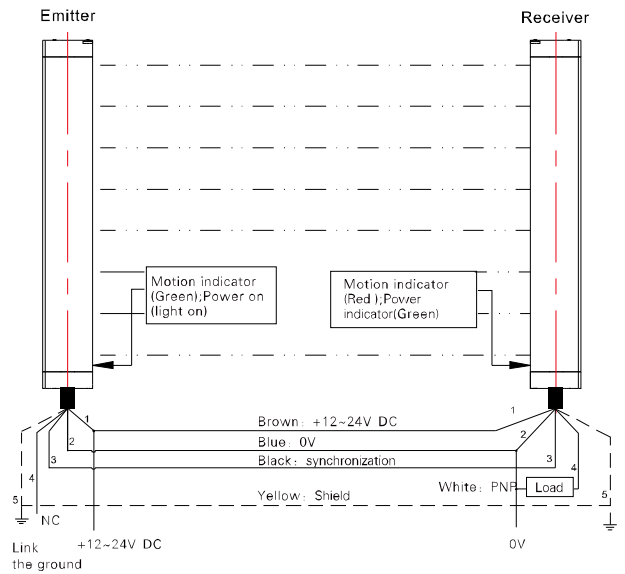 Emitter
Receiver
Motion indicator
(Green);Power on
(light on)
Motion indicator
(Red );Power
indicator(Green)
1
Brown: +12~24V DC
1
2
Blue: 0V
2
3
Black: synchronization
3
4
White: PNP
Load
4
5
Yellow: Shield
5
NC
Link
the ground
+12~24V DC
0V